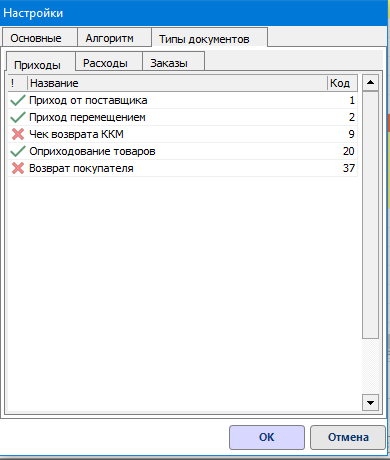 Настройки
Основные Алгоритм Типы документов
Приходы Расходы Заказы
! Название Код
Приход от поставщика 1
Приход перемещением 2
Чек возврата ККМ 9
Оприходование товаров 20
Возврат покупателя 37
OK Отмена